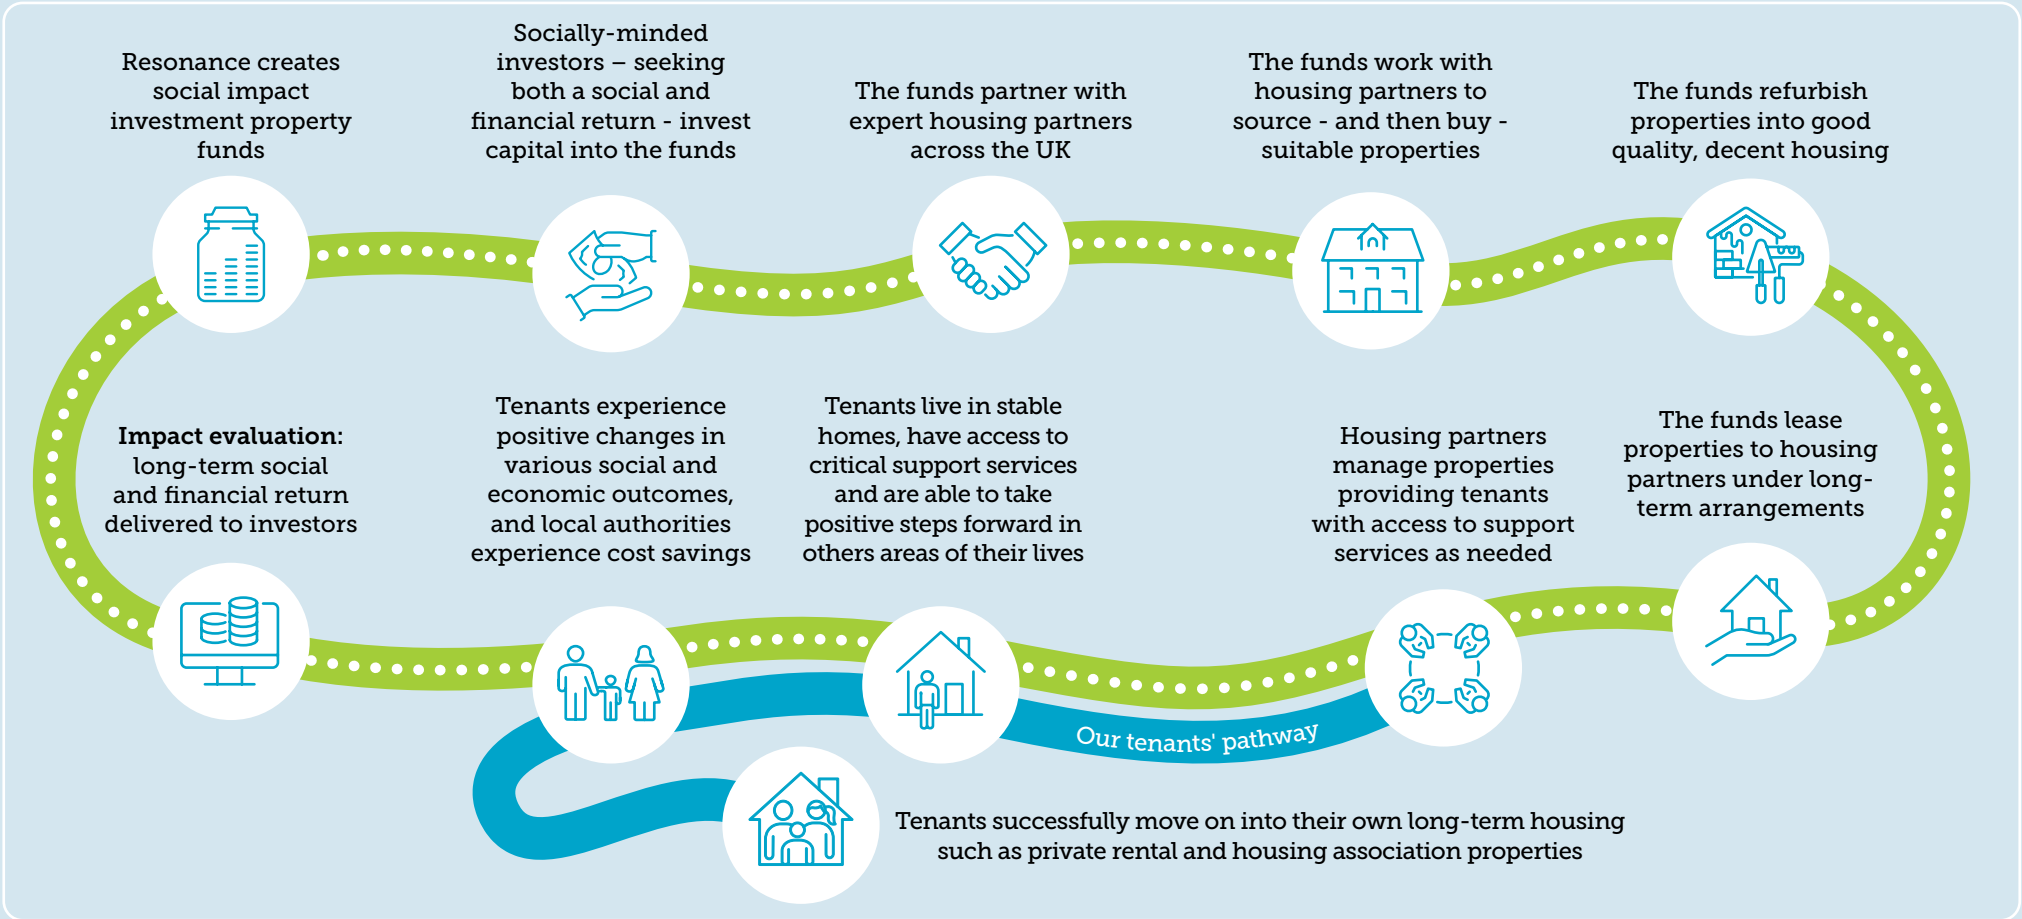 Resonance creates
social impact
investment property
funds
Socially-minded
investors – seeking
both a social and
financial return - invest
capital into the funds
The funds partner with
expert housing partners
across the UK
The funds work with
housing partners to
source - and then buy -
suitable properties
The funds refurbish
properties into good
quality, decent housing
The funds lease
properties to housing
partners under long-
term arrangements
Housing partners
manage properties
providing tenants
with access to support
services as needed
Tenants live in stable
homes, have access to
critical support services
and are able to take
positive steps forward in
others areas of their lives
Tenants experience
positive changes in
various social and
economic outcomes,
and local authorities
experience cost savings
Impact evaluation:
long-term social
and financial return
delivered to investors
Our tenants' pathway
Tenants successfully move on into their own long-term housing
such as private rental and housing association properties